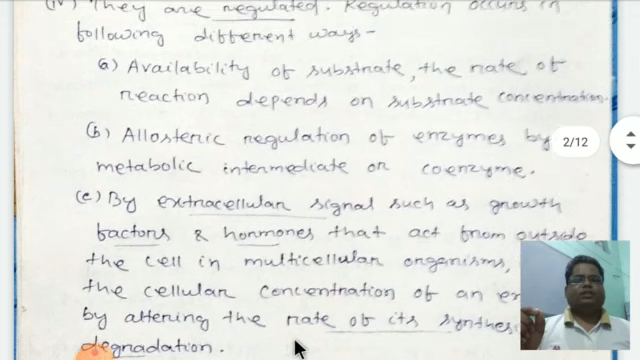 (iv) They are regulated. Regulation occurs in
following different ways-
(a) Availability of substrate, the rate of
reaction depends on substrate concentration.
(b) Allosteric regulation of enzymes by
metabolic intermediate or coenzyme.
2/12
(c) By extracellular signal such as growth
factors & hormones that act from outside
the cell in multicellular organisms,
the cellular concentration of an
by altering the rate of its
degradation.